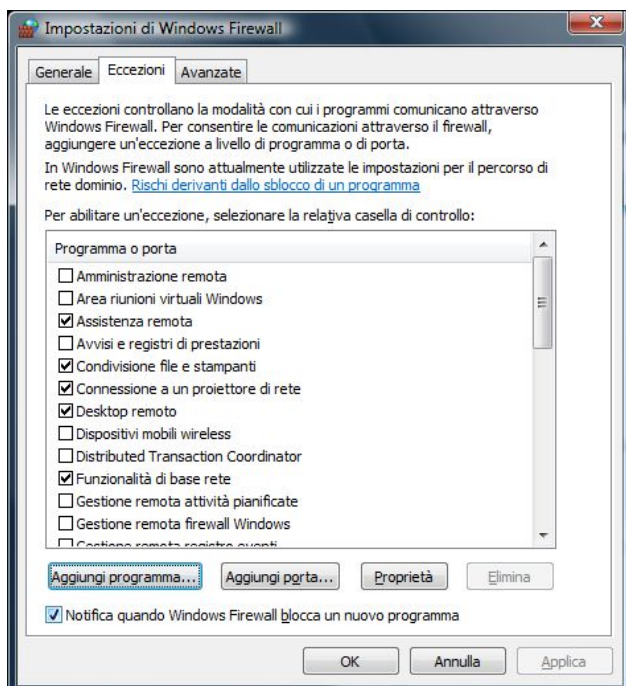 Impostazioni di Windows Firewall
Generale Eccezioni Avanzate
Le eccezioni controllano la modalità con cui i programmi comunicano attraverso
Windows Firewall. Per consentire le comunicazioni attraverso il firewall,
aggiungere un'eccezione a livello di programma o di porta.
In Windows Firewall sono attualmente utilizzate le impostazioni per il percorso di
rete dominio. Rischi derivanti dallo sblocco di un programma
Per abilitare un'eccezione, selezionare la relativa casella di controllo:
Programma o porta
Amministrazione remota
Area riunioni virtuali Windows
Assistenza remota
Avvisi e registri di prestazioni
Condivisione file e stampanti
Connessione a un proiettore di rete
Desktop remoto
Dispositivi mobili wireless
Distributed Transaction Coordinator
Funzionalità di base rete
Gestione remota attività pianificate
Gestione remota firewall Windows
Gestione remota registro eventi
Aggiungi programma... Aggiungi porta... Proprietà Elimina
Notifica quando Windows Firewall blocca un nuovo programma
OK Annulla Applica